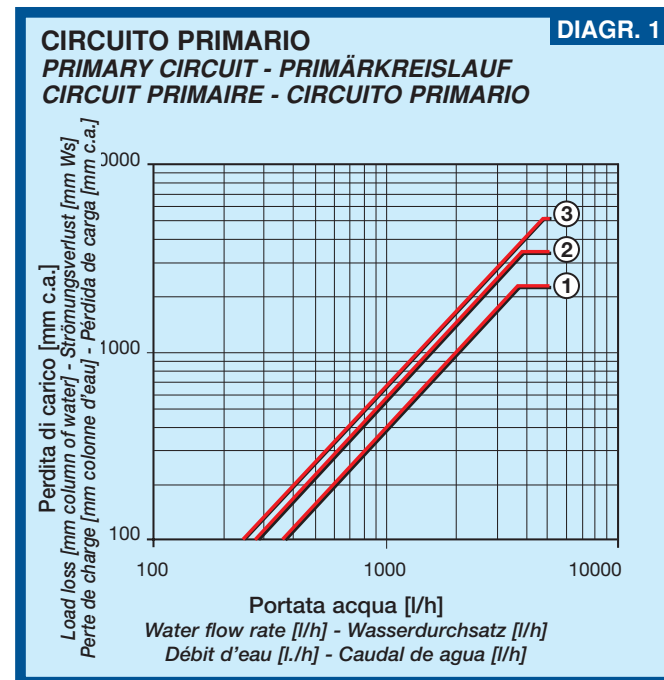 DIAGR. 1
CIRCUITO PRIMARIO
PRIMARY CIRCUIT - PRIMÄRKREISLAUF
CIRCUIT PRIMAIRE - CIRCUITO PRIMARIO
Perdita di carico [mm c.a.]
Load loss [mm column of water] - Strömungsverlust [mm Ws]
Perte de charge [mm colonne d'eau] - Pérdida de carga [mm c.a.]
0000
1000
100
3
2
1
100 1000 10000
Portata acqua [l/h]
Water flow rate [l/h] - Wasserdurchsatz [l/h]
Débit d'eau [l./h] - Caudal de agua [l/h]